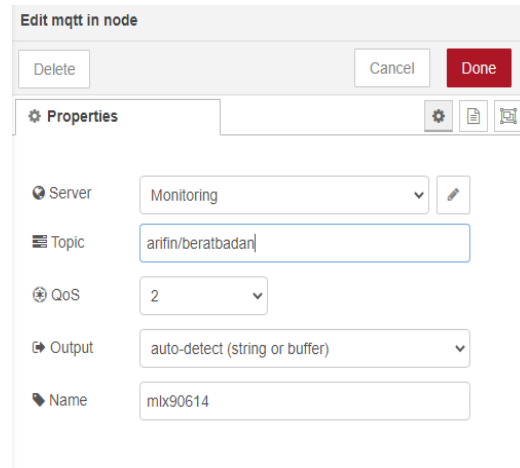 Edit mqtt in node
Delete Cancel Done
Properties
Server Monitoring
Topic arifin/beratbadan
QoS 2
Output auto-detect (string or buffer)
Name mlx90614